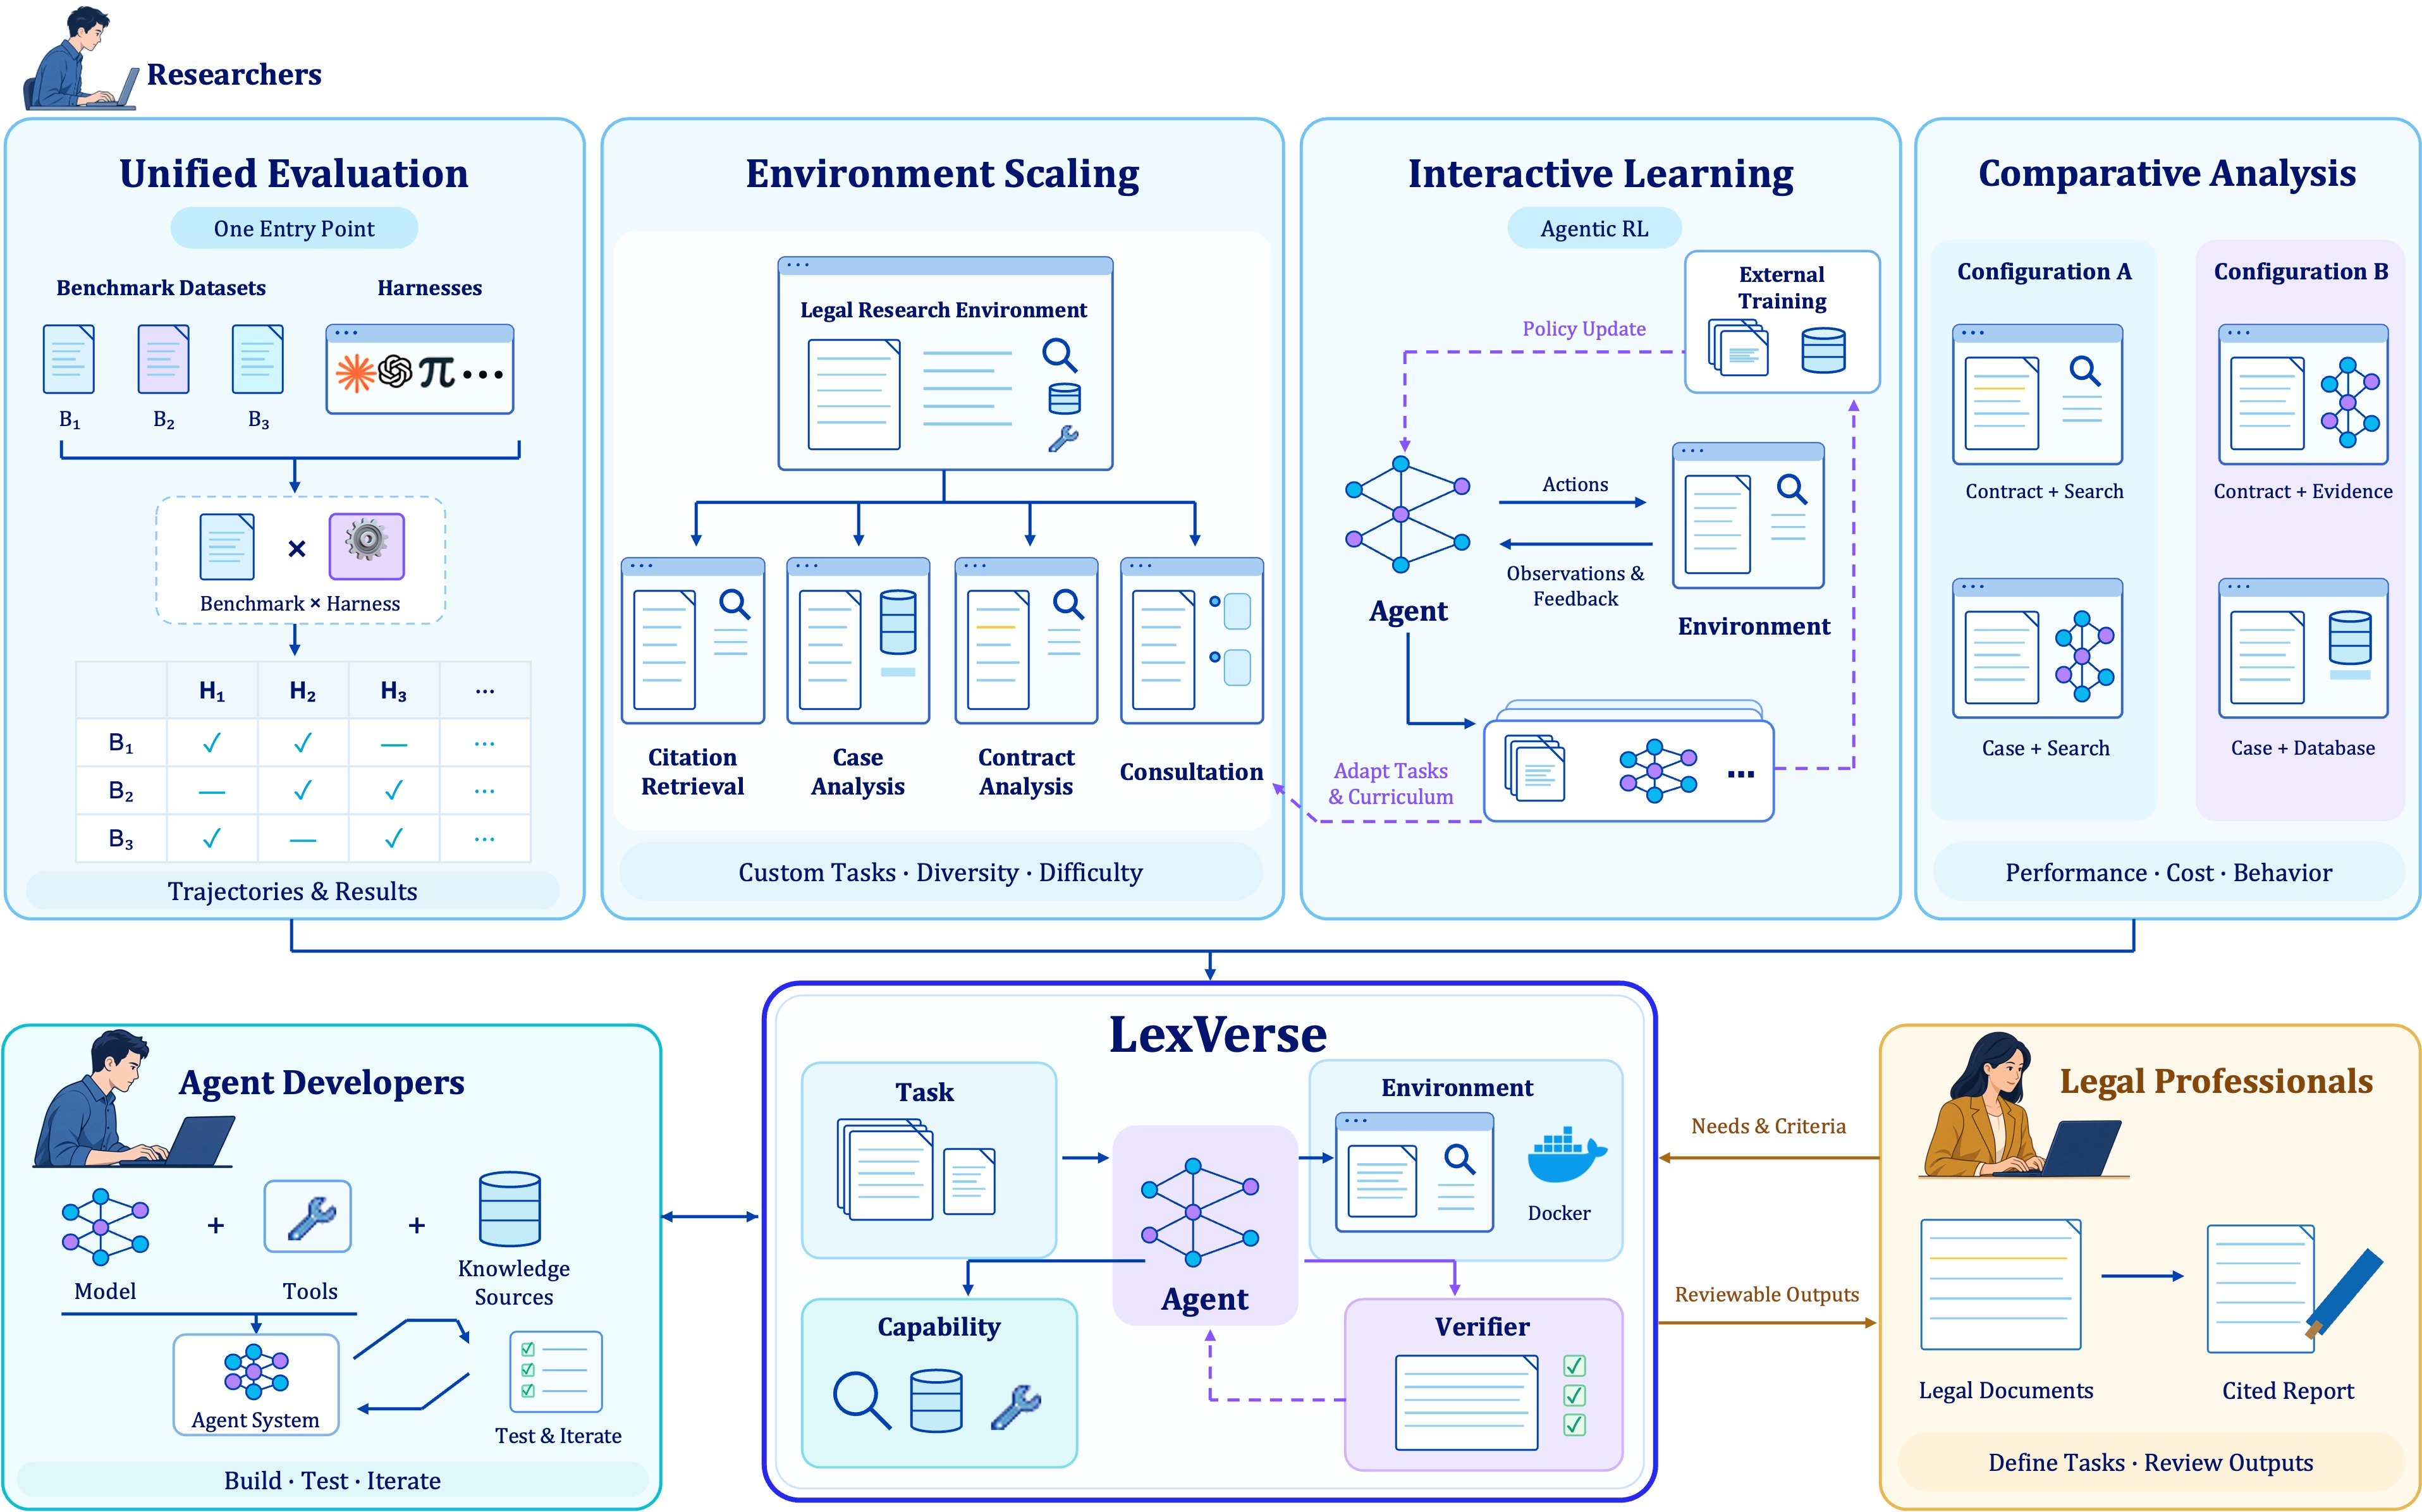 Researchers
Unified Evaluation
One Entry Point
Benchmark Datasets
Harnesses
B₁
B₂
B₃
π ...
×
Benchmark × Harness
H₁ H₂ H₃ ...
B₁ ✓ ✓ — ...
B₂ — ✓ ✓ ...
B₃ ✓ — ✓ ...
Trajectories & Results
Environment Scaling
Legal Research Environment
Citation
Retrieval
Case
Analysis
Contract
Analysis
Consultation
Custom Tasks · Diversity · Difficulty
Interactive Learning
Agentic RL
External
Training
Policy Update
Actions
Observations &
Feedback
Agent
Environment
Adapt Tasks
& Curriculum
...
Comparative Analysis
Configuration A
Contract + Search
Case + Search
Configuration B
Contract + Evidence
Case + Database
Performance · Cost · Behavior
Agent Developers
+
+
Model
Tools
Knowledge
Sources
Agent System
Test & Iterate
Build · Test · Iterate
LexVerse
Task
Environment
Docker
Agent
Capability
Verifier
Needs & Criteria
Reviewable Outputs
Legal Professionals
Legal Documents
Cited Report
Define Tasks · Review Outputs